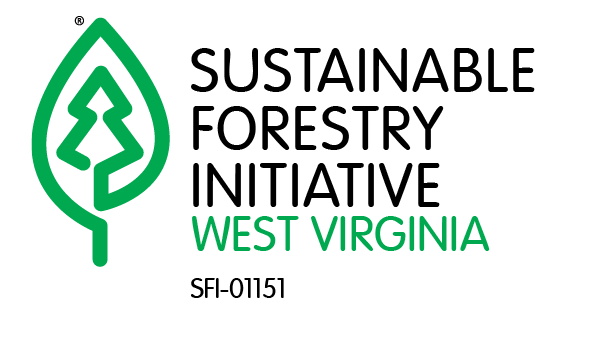 ®
SUSTAINABLE
FORESTRY
INITIATIVE
WEST VIRGINIA
SFI-01151